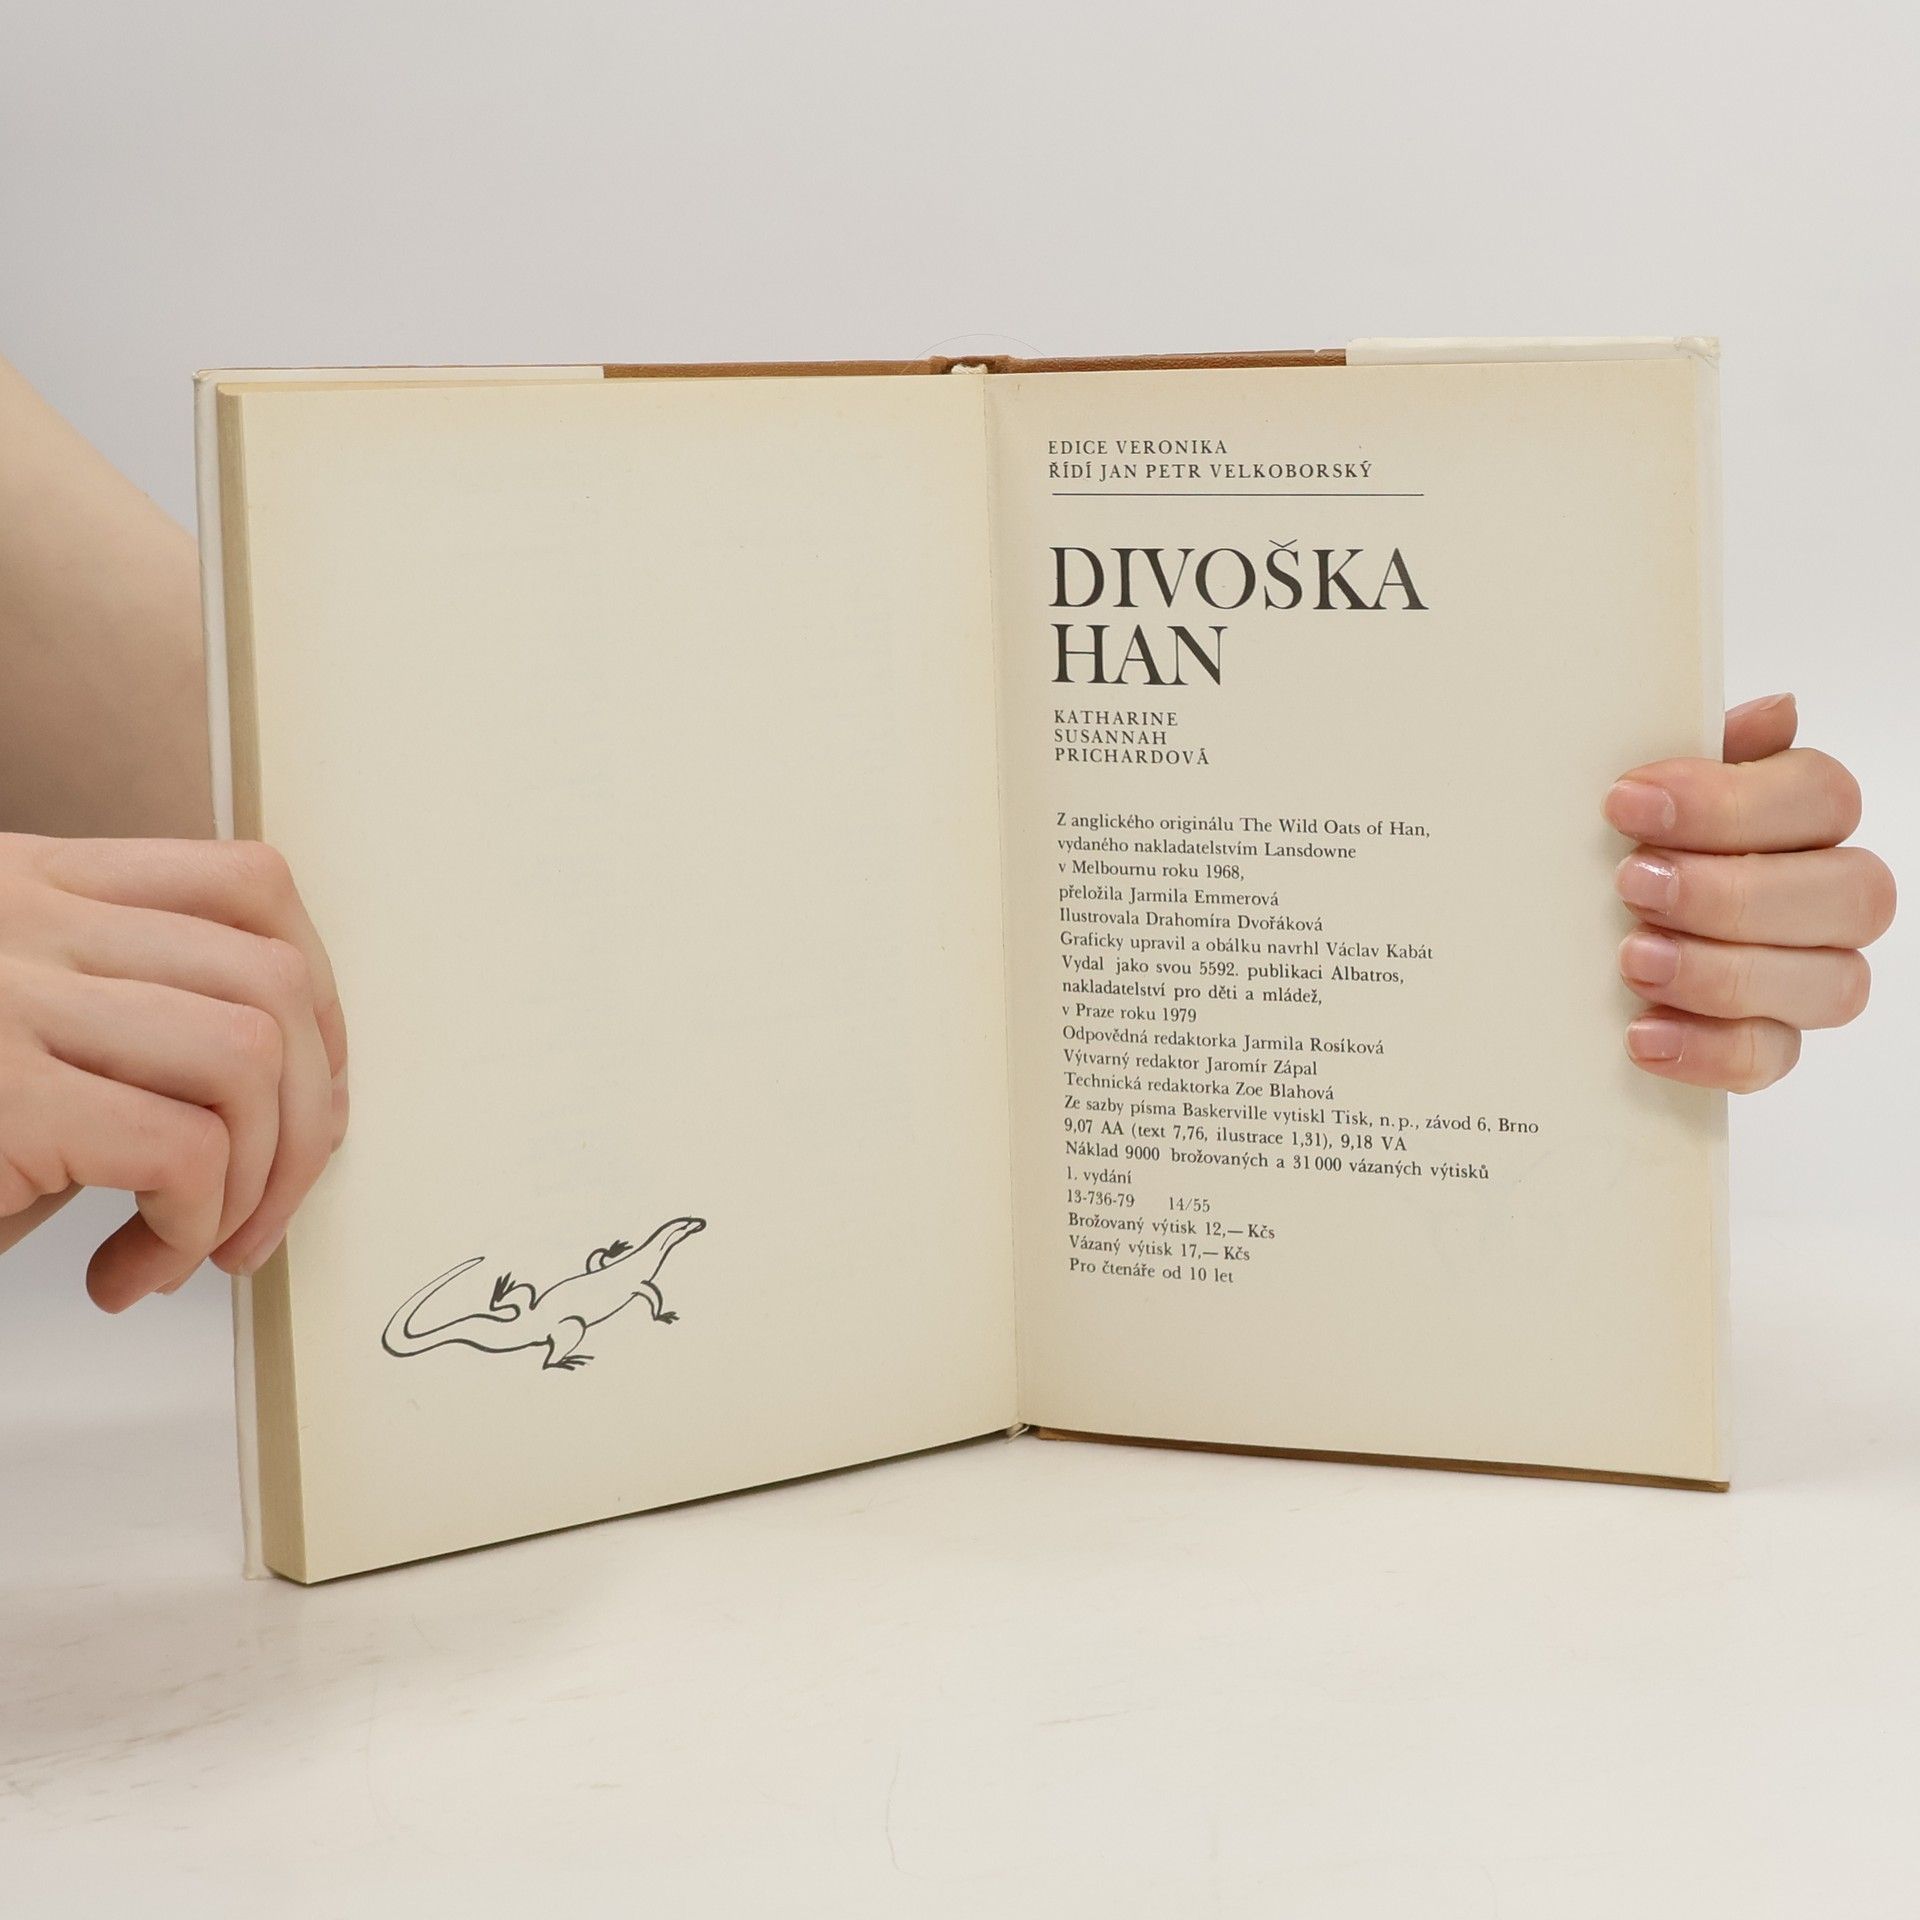 EDICE VERONIKA
ŘÍDÍ JAN PETR VELKOBORSKÝ
DIVOŠKA
HAN
KATHARINE
SUSANNAH
PRICHARDOVÁ
Z anglického originálu The Wild Oats of Han,
vydaného nakladatelstvím Lansdowne
v Melbournu roku 1968,
přeložila Jarmila Emmerová
Ilustrovala Drahomíra Dvořáková
Graficky upravil a obálku navrhl Václav Kabát
Vydal jako svou 5592. publikaci Albatros,
nakladatelství pro děti a mládež,
v Praze roku 1979
Odpovědná redaktorka Jarmila Rosíková
Výtvarný redaktor Jaromír Zápal
Technická redaktorka Zoe Blahová
Ze sazby písma Baskerville vytiskl Tisk, n. p., závod 6, Brno
9,07 AA (text 7,76, ilustrace 1,31), 9,18 VA
Náklad 9000 brožovaných a 31 000 vázaných výtisků
1. vydání
13-736-79 14/55
Brožovaný výtisk 12,— Kčs
Vázaný výtisk 17,— Kčs
Pro čtenáře od 10 let